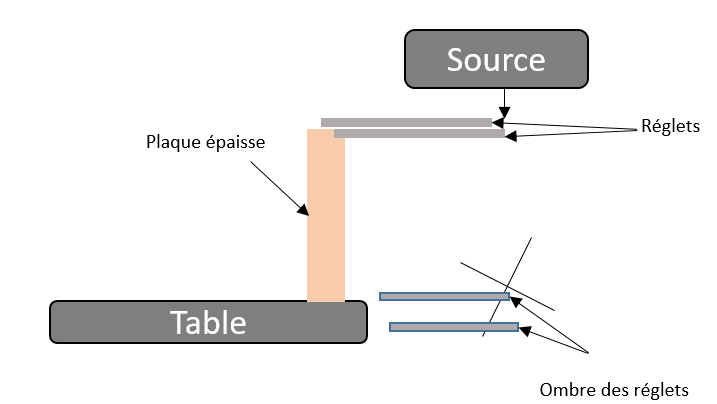 Source
Réglets
Plaque épaisse
Table
Ombre des réglets